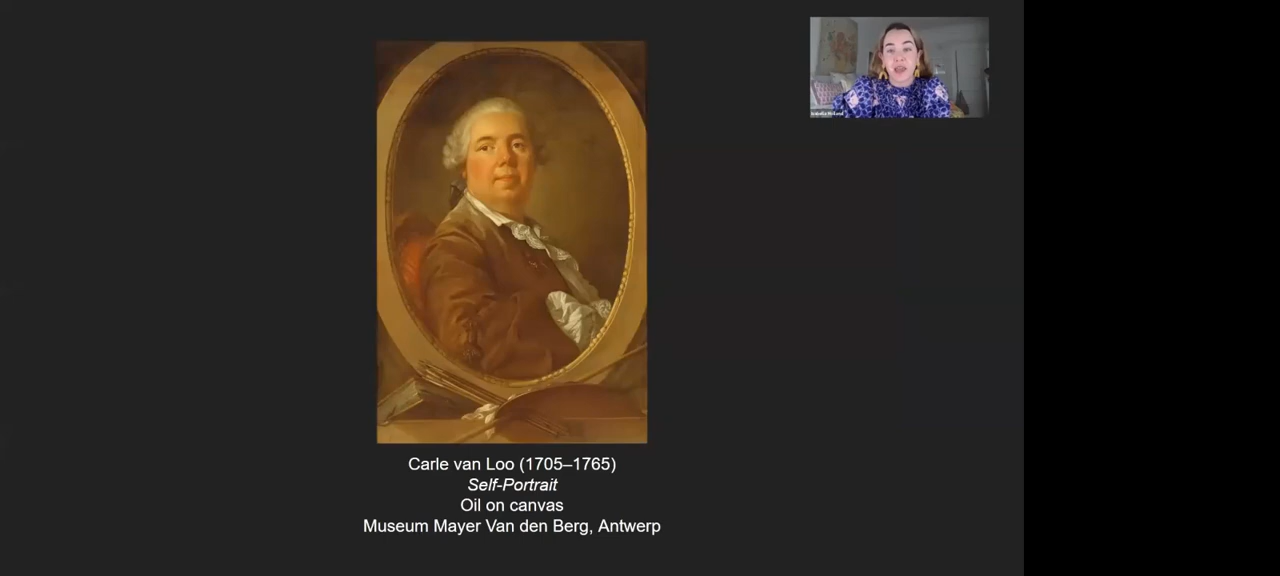 Carle van Loo (1705–1765)
Self-Portrait
Oil on canvas
Museum Mayer Van den Berg, Antwerp